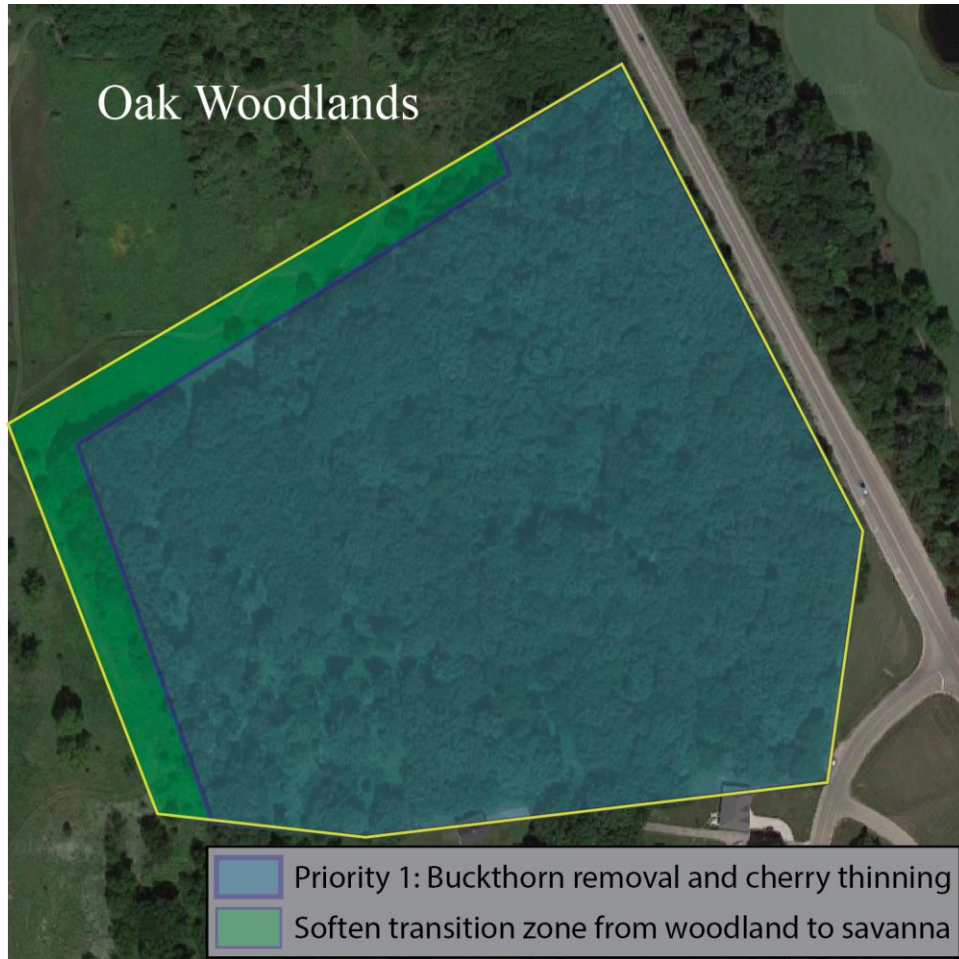 Oak Woodlands
Priority 1: Buckthorn removal and cherry thinning
Soften transition zone from woodland to savanna